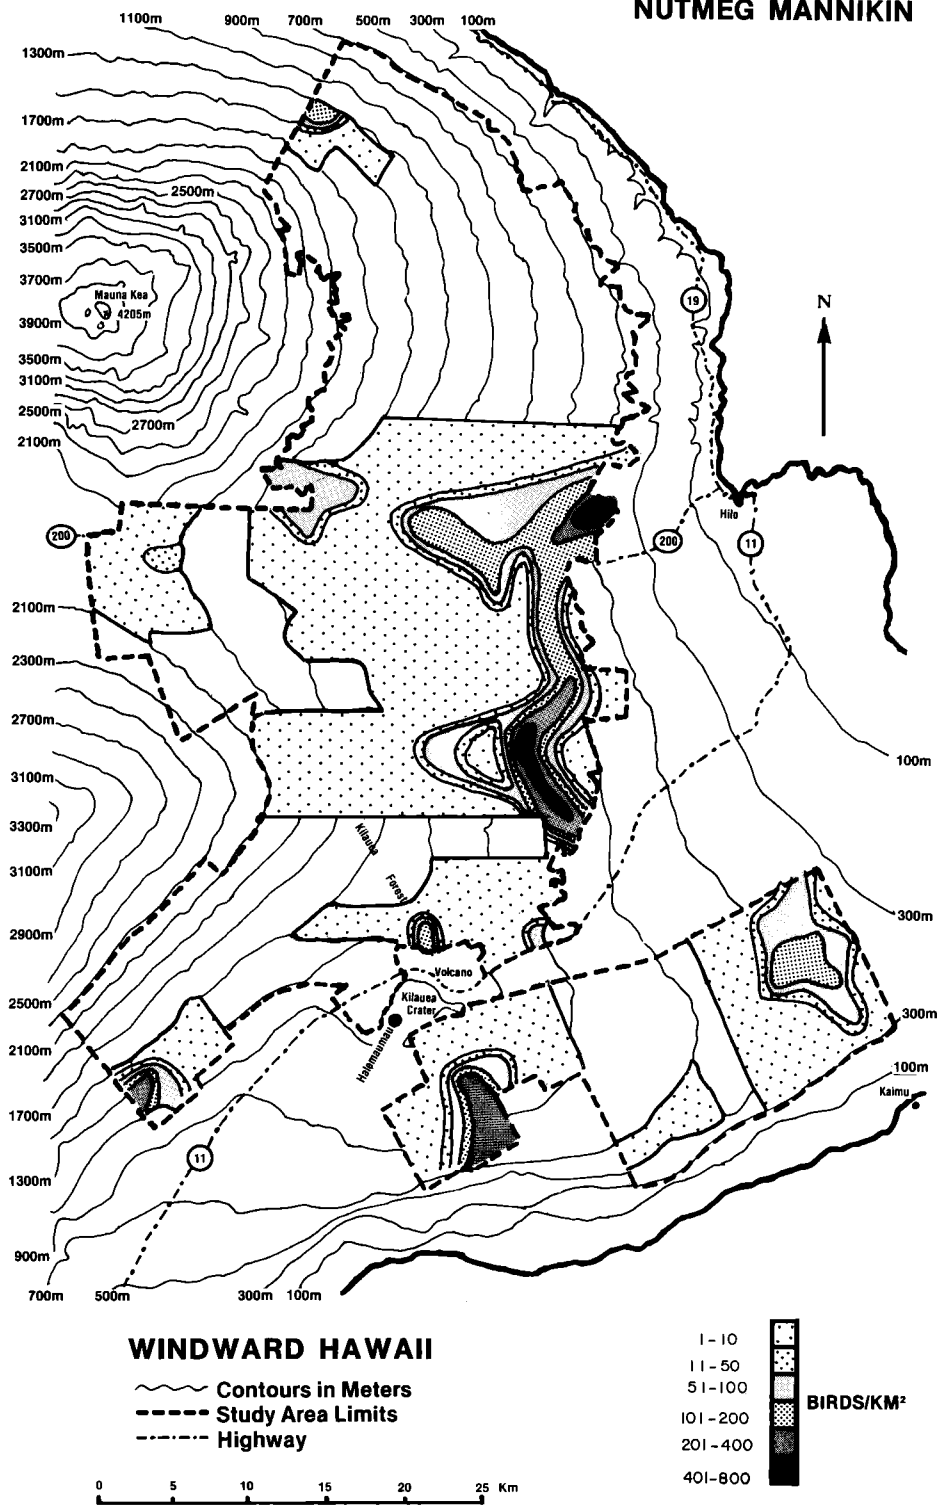 NUTMEG MANNIKIN
1100m 900m 700m 500m 300m 100m
1300m
1700m
2100m
2700m
2500m
3100m
3500m
3700m
Mauna Kea
4205m
3900m
19
N
3500m
3100m
2500m
2700m
2100m
Hilo
200
200
11
2100m
2300m
2700m
100m
3100m
3300m
Kilauea
3100m
Forest
300m
2900m
Volcano
Kilauea
Crater
2500m
300m
Halemaumau
2100m
100m
Kaimu
1700m
11
1300m
900m
700m 500m 300m 100m
WINDWARD HAWAII
Contours in Meters
Study Area Limits
Highway
1-10
11-50
51-100
101-200
201-400
401-800
BIRDS/KM²
0 5 10 15 20 25 Km